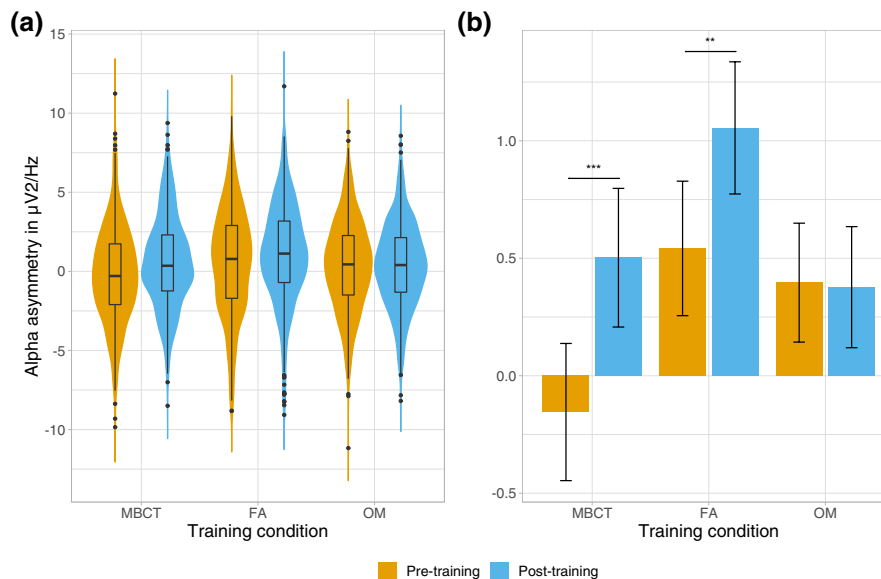 (a)
(b)
Alpha asymmetry in µV2/Hz
15
10
5
0
-5
-10
MBCT FA OM
Training condition
***
**
1.0
0.5
0.0
-0.5
MBCT FA OM
Training condition
Pre-training Post-training